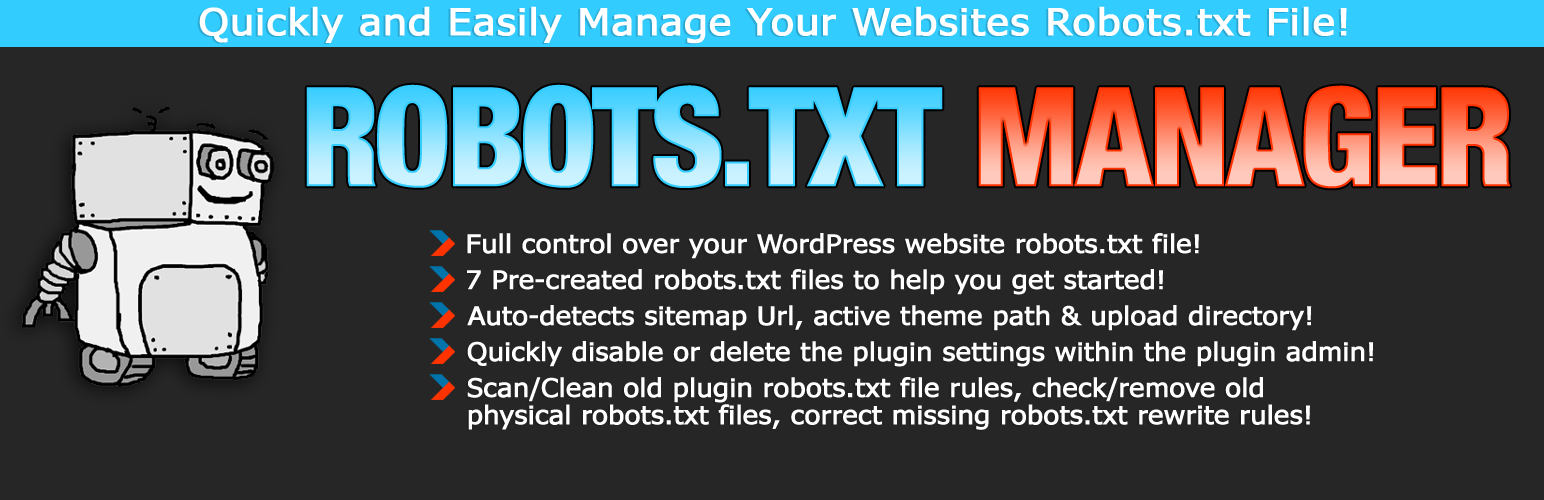 Quickly and Easily Manage Your Websites Robots.txt File!
ROBOTS.TXT MANAGER
Full control over your WordPress website robots.txt file!
7 Pre-created robots.txt files to help you get started!
Auto-detects sitemap Url, active theme path & upload directory!
Quickly disable or delete the plugin settings within the plugin admin!
Scan/Clean old plugin robots.txt file rules, check/remove old
physical robots.txt files, correct missing robots.txt rewrite rules!